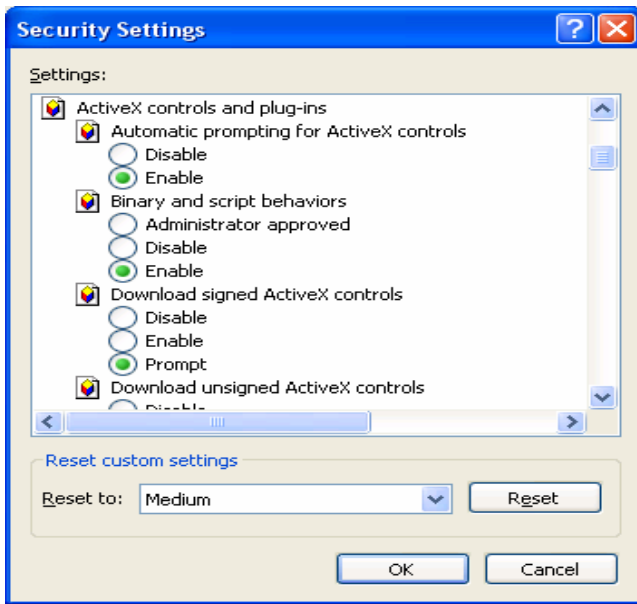 Security Settings
Settings:
ActiveX controls and plug-ins
Automatic prompting for ActiveX controls
Disable
Enable
Binary and script behaviors
Administrator approved
Disable
Enable
Download signed ActiveX controls
Disable
Enable
Prompt
Download unsigned ActiveX controls
Disable
Reset custom settings
Reset to: Medium Reset
OK Cancel